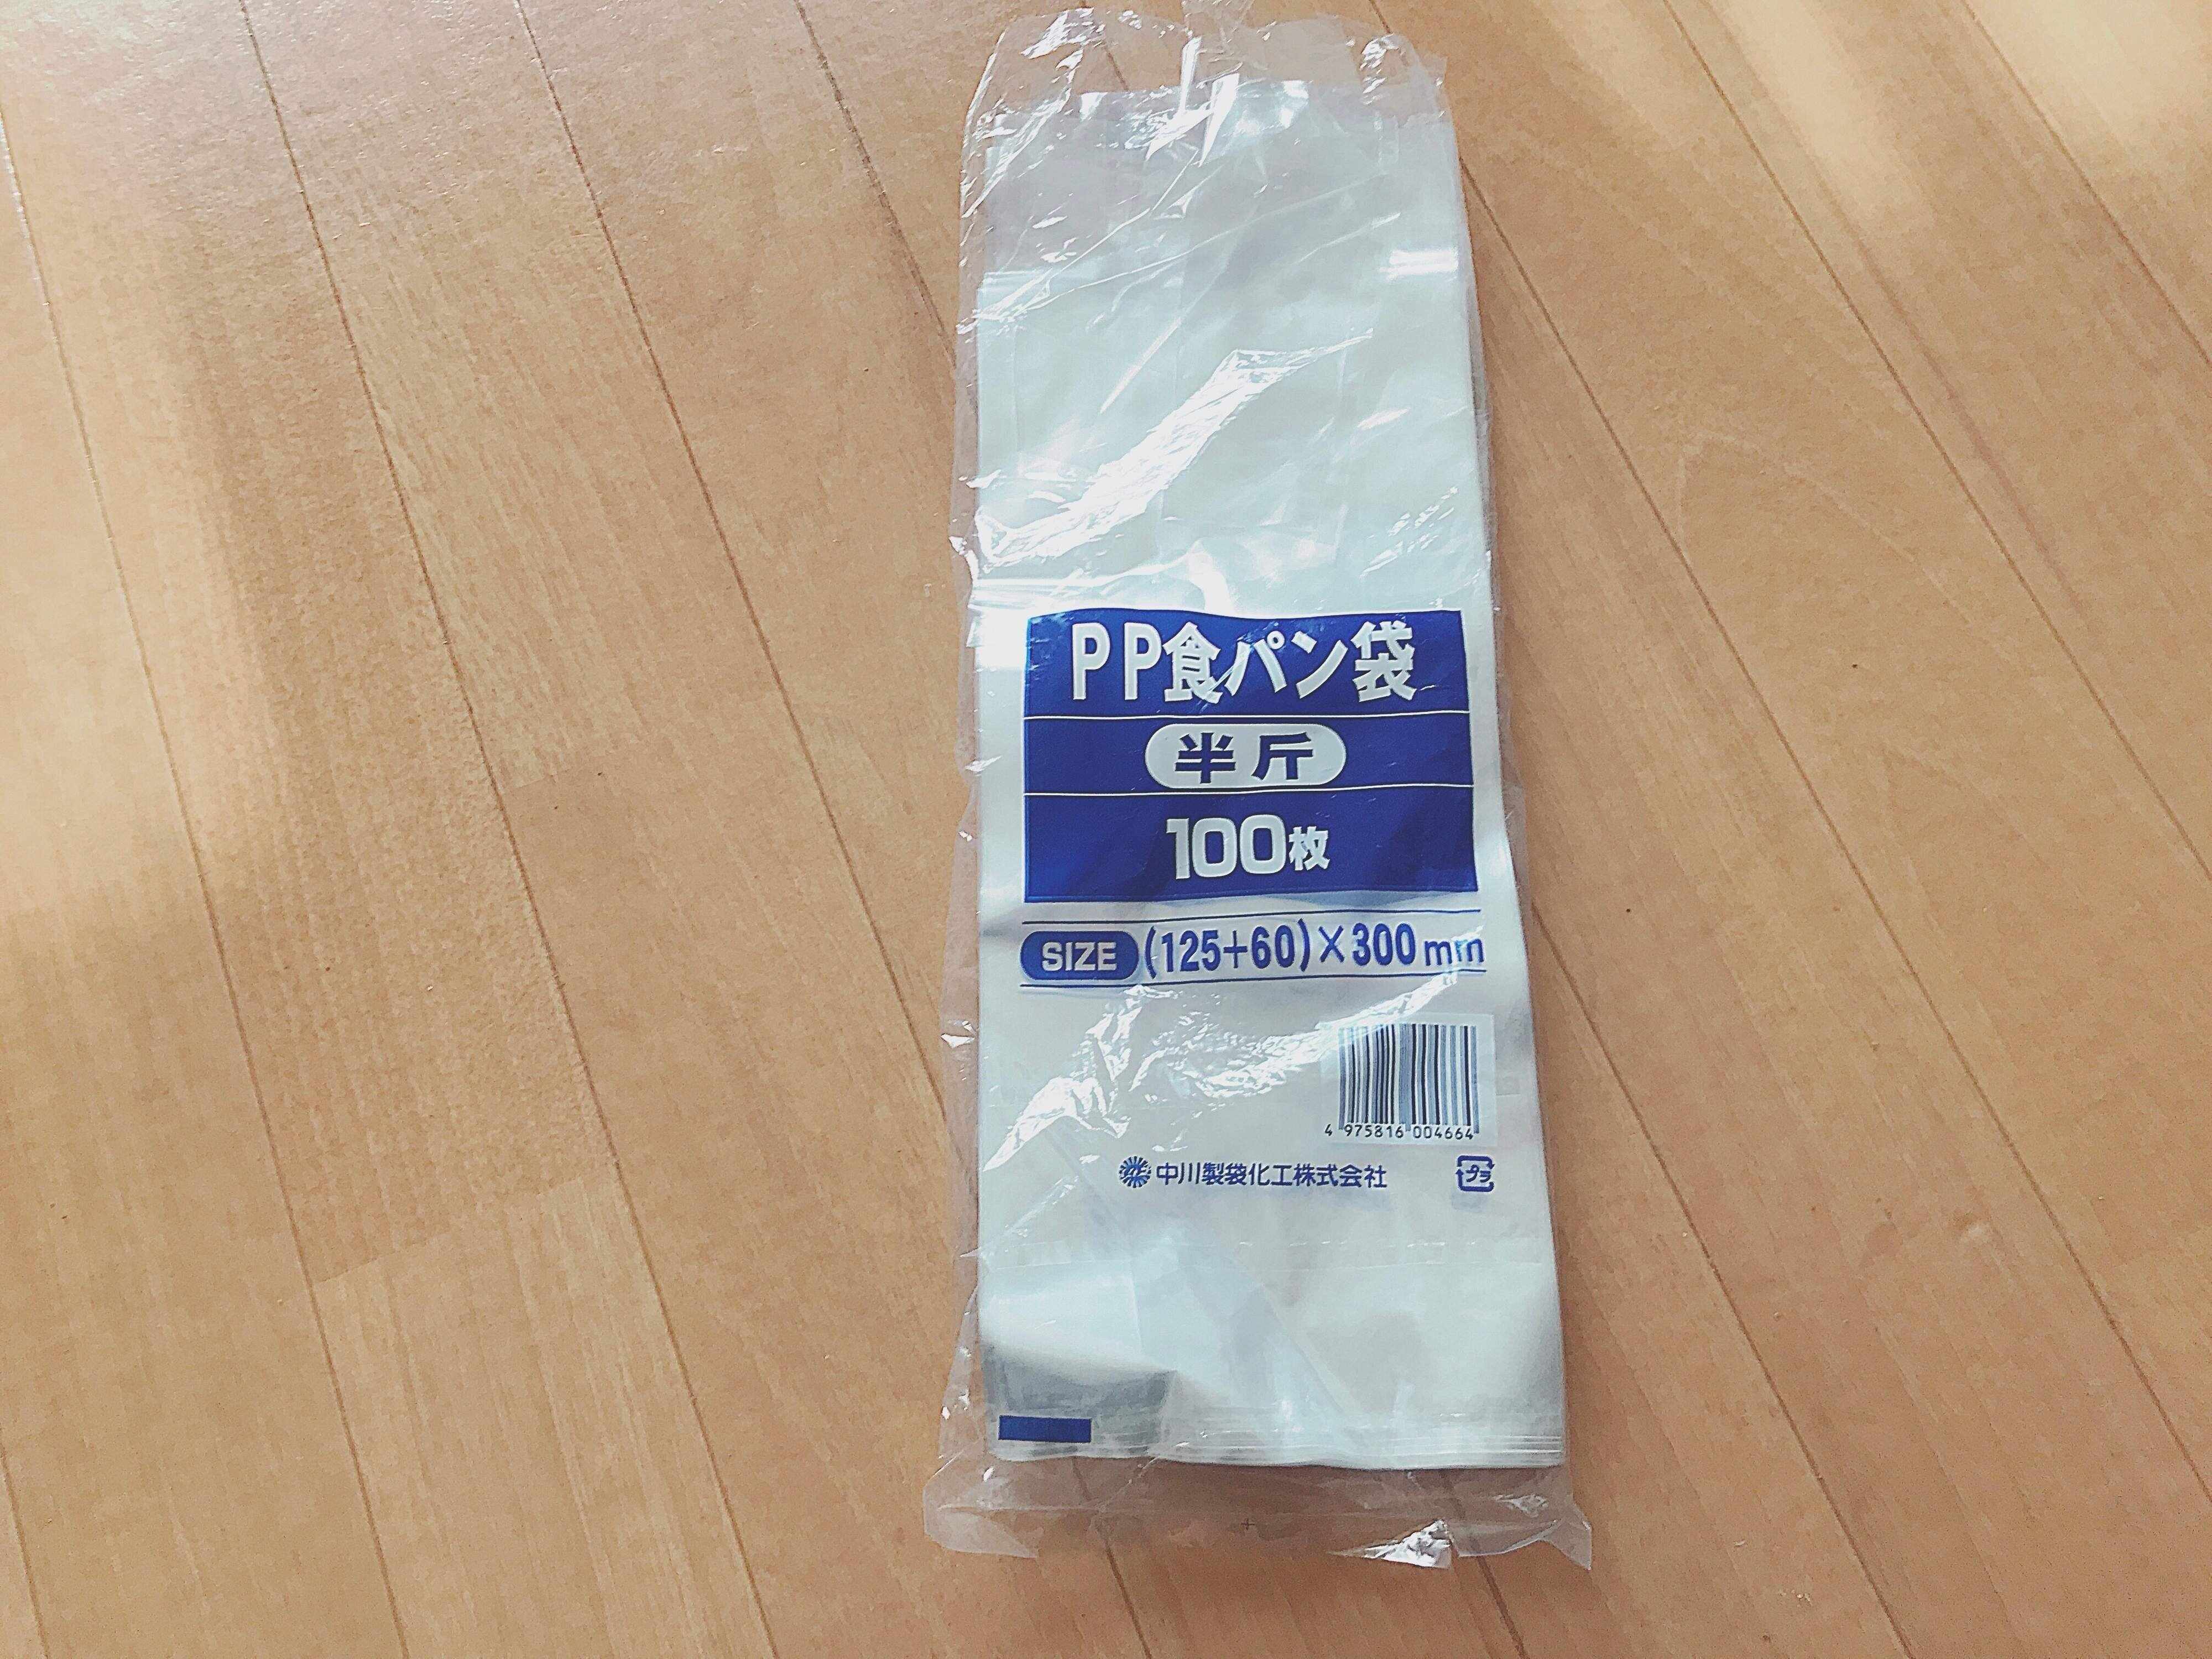 PP食パン袋
半斤
100枚
SIZE (125+60)×300mm
4 975816 004664
中川製袋化工株式会社
プラ